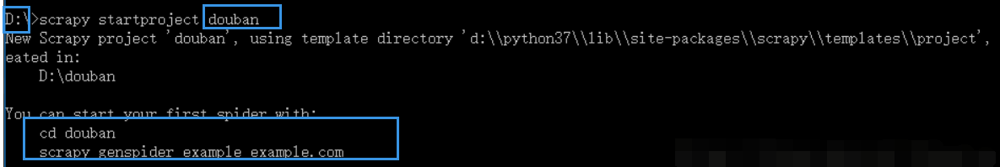 D:\>scrapy startproject douban
New Scrapy project 'douban', using template directory 'd:\\python37\\lib\\site-packages\\scrapy\\templates\\project',
eated in:
D:\douban
You can start your first spider with:
cd douban
scrapy genspider example example.com